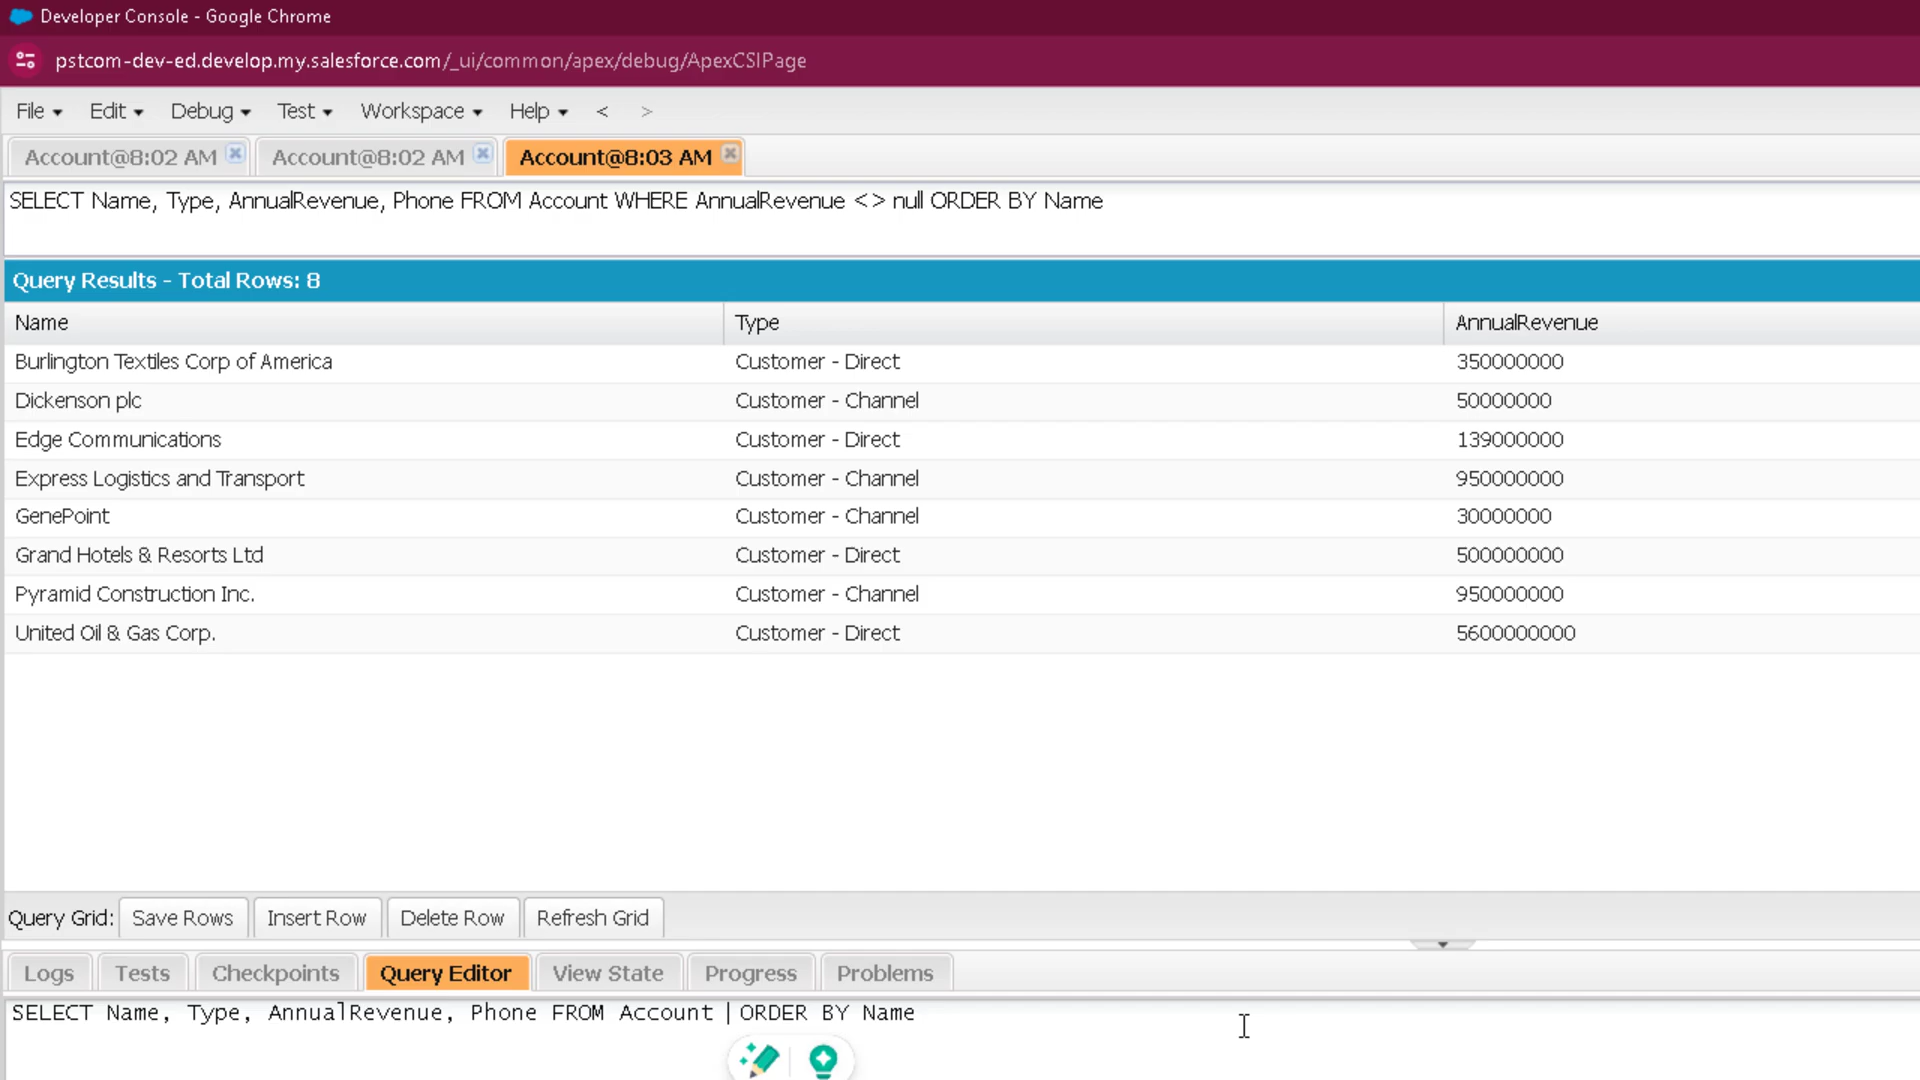 Developer Console - Google Chrome
pstcom-dev-ed.develop.my.salesforce.com/_ui/common/apex/debug/ApexCSIPage
File Edit Debug Test Workspace Help < >
Account@8:02 AM Account@8:02 AM Account@8:03 AM
SELECT Name, Type, AnnualRevenue, Phone FROM Account WHERE AnnualRevenue <> null ORDER BY Name
Query Results - Total Rows: 8
Name Type AnnualRevenue
Burlington Textiles Corp of America Customer - Direct 350000000
Dickenson plc Customer - Channel 50000000
Edge Communications Customer - Direct 139000000
Express Logistics and Transport Customer - Channel 950000000
GenePoint Customer - Channel 30000000
Grand Hotels & Resorts Ltd Customer - Direct 500000000
Pyramid Construction Inc. Customer - Channel 950000000
United Oil & Gas Corp. Customer - Direct 5600000000
Query Grid: Save Rows Insert Row Delete Row Refresh Grid
Logs Tests Checkpoints Query Editor View State Progress Problems
SELECT Name, Type, AnnualRevenue, Phone FROM Account ORDER BY Name